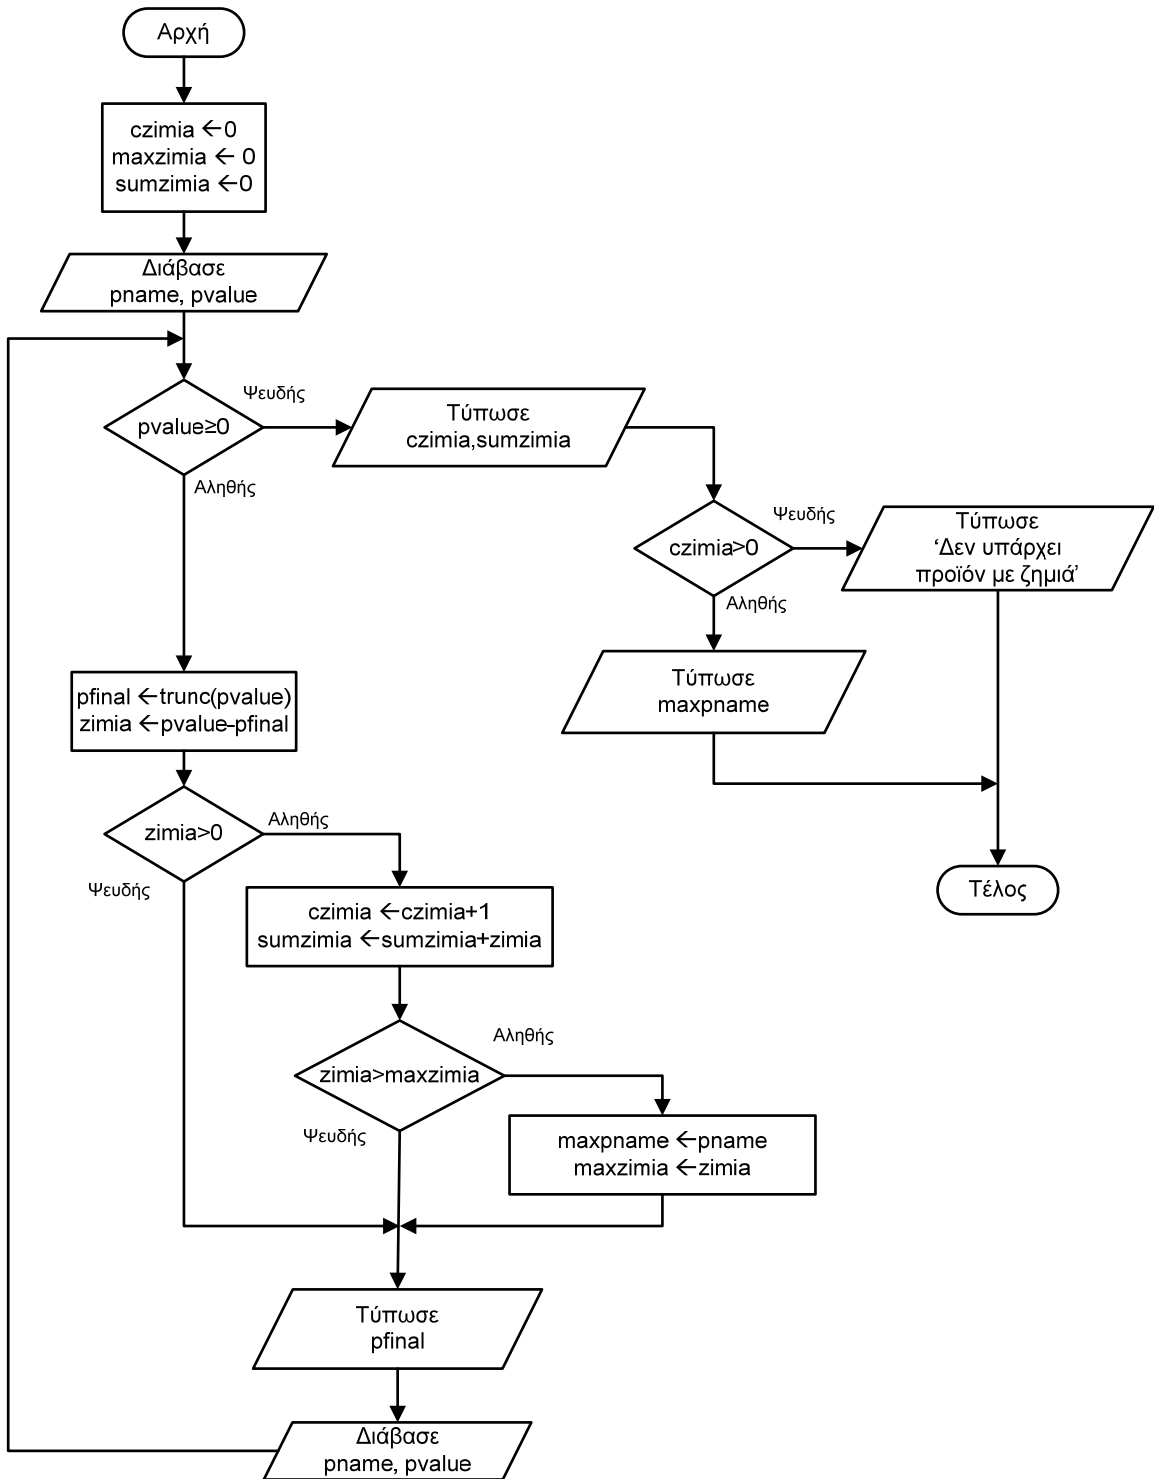 Αρχή
czimia ←0
maxzimia ← 0
sumzimia ←0
Διάβασε
pname, pvalue
pvalue≥0
Ψευδής
Αληθής
Τύπωσε
czimia,sumzimia
czimia>0
Ψευδής
Αληθής
Τύπωσε
‘Δεν υπάρχει
προϊόν με ζημιά’
Τύπωσε
maxpname
Τέλος
pfinal ←trunc(pvalue)
zimia ←pvalue-pfinal
zimia>0
Αληθής
Ψευδής
czimia ←czimia+1
sumzimia ←sumzimia+zimia
zimia>maxzimia
Αληθής
Ψευδής
maxpname ←pname
maxzimia ←zimia
Τύπωσε
pfinal
Διάβασε
pname, pvalue